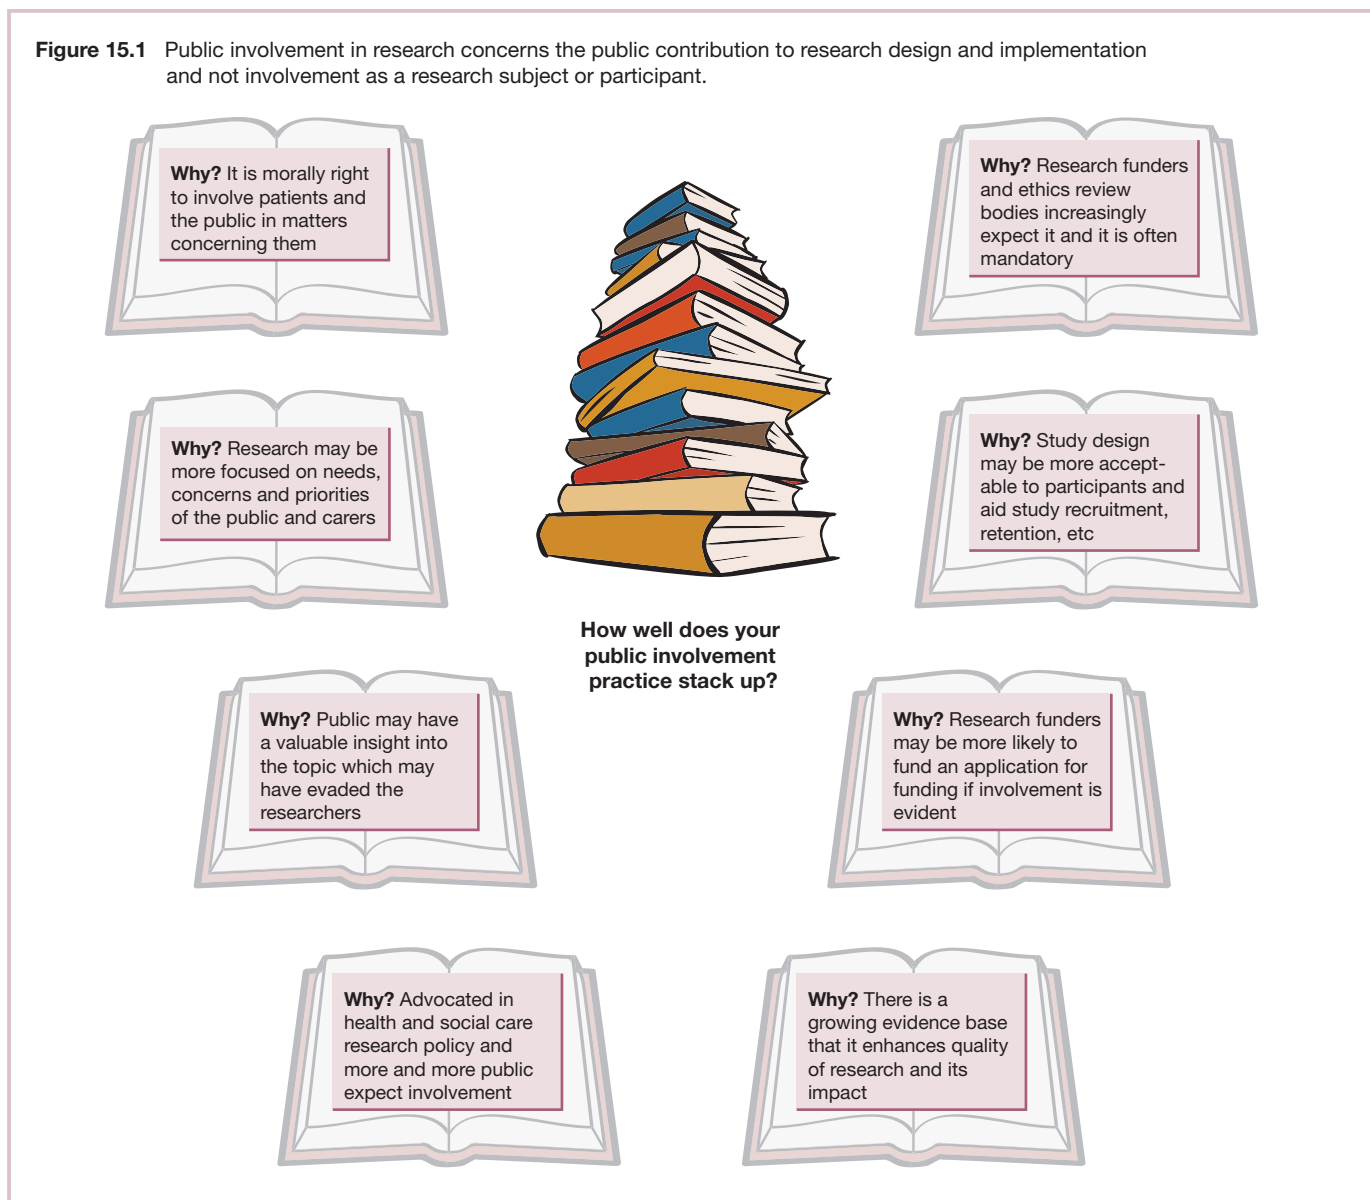 Figure 15.1 Public involvement in research concerns the public contribution to research design and implementation
and not involvement as a research subject or participant.
Why? It is morally right
to involve patients and
the public in matters
concerning them
Why? Research funders
and ethics review
bodies increasingly
expect it and it is often
mandatory
Why? Research may be
more focused on needs,
concerns and priorities
of the public and carers
Why? Study design
may be more accept-
able to participants and
aid study recruitment,
retention, etc
How well does your
public involvement
practice stack up?
Why? Public may have
a valuable insight into
the topic which may
have evaded the
researchers
Why? Research funders
may be more likely to
fund an application for
funding if involvement is
evident
Why? Advocated in
health and social care
research policy and
more and more public
expect involvement
Why? There is a
growing evidence base
that it enhances quality
of research and its
impact